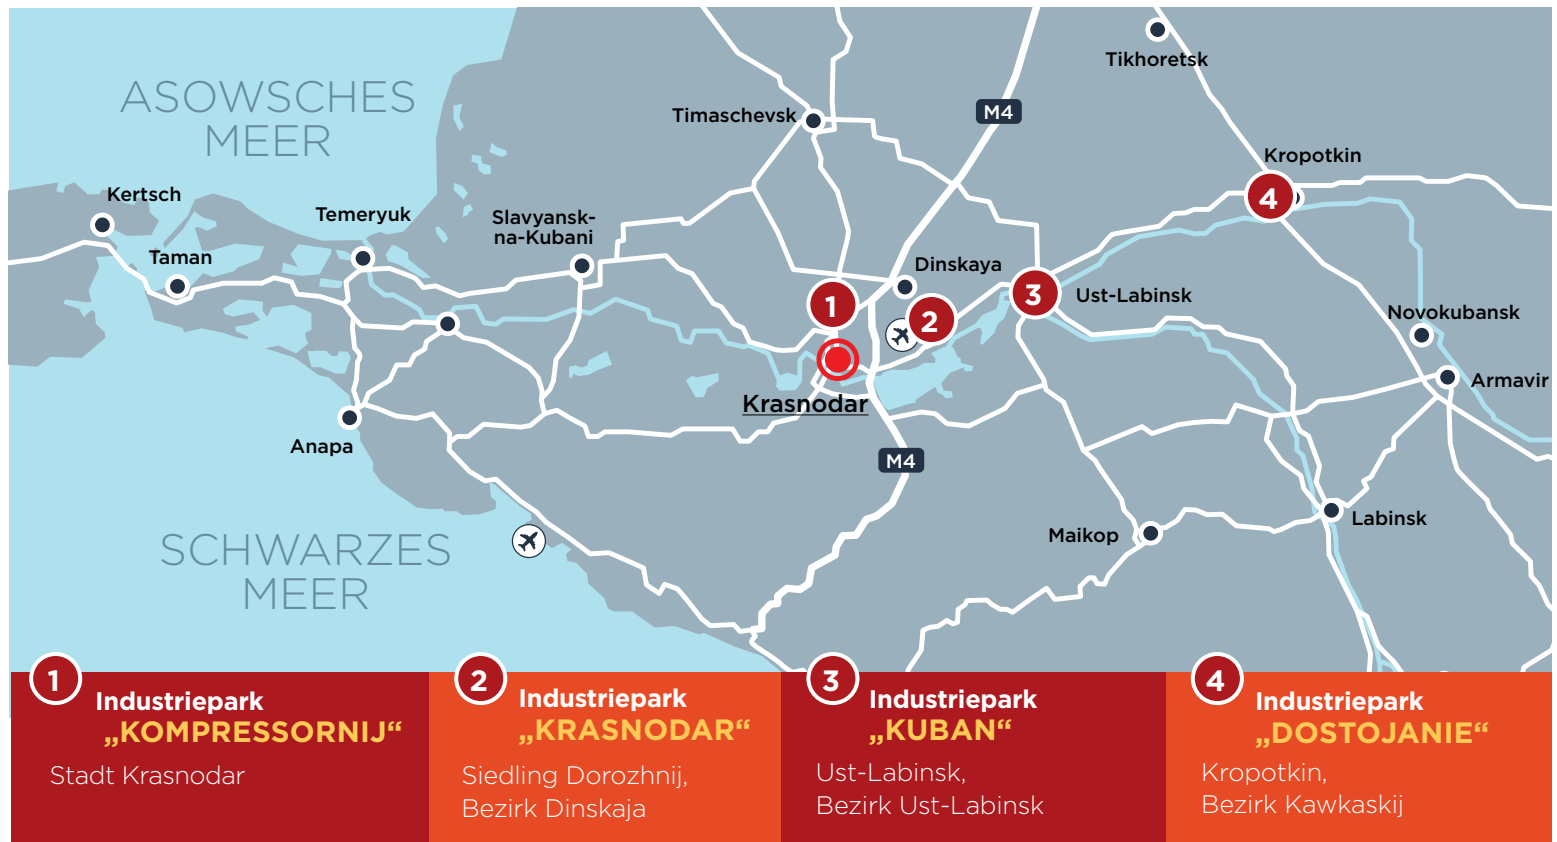 ASOWSCHES
MEER
Tikhoretsk
M4
Timaschevsk
Kropotkin
4
Kertsch
Temeryuk
Slavyansk-
na-Kubani
Taman
Dinskaya
3
Ust-Labinsk
1
2
Novokubansk
Krasnodar
Armavir
Anapa
M4
Labinsk
Maikop
SCHWARZES
MEER
1
Industriepark
„KOMPRESSORNIJ“
Stadt Krasnodar
2
Industriepark
„KRASNODAR“
Siedling Dorozhnij,
Bezirk Dinskaja
3
Industriepark
„KUBAN“
Ust-Labinsk,
Bezirk Ust-Labinsk
4
Industriepark
„DOSTOJANIE“
Kropotkin,
Bezirk Kawkaskij